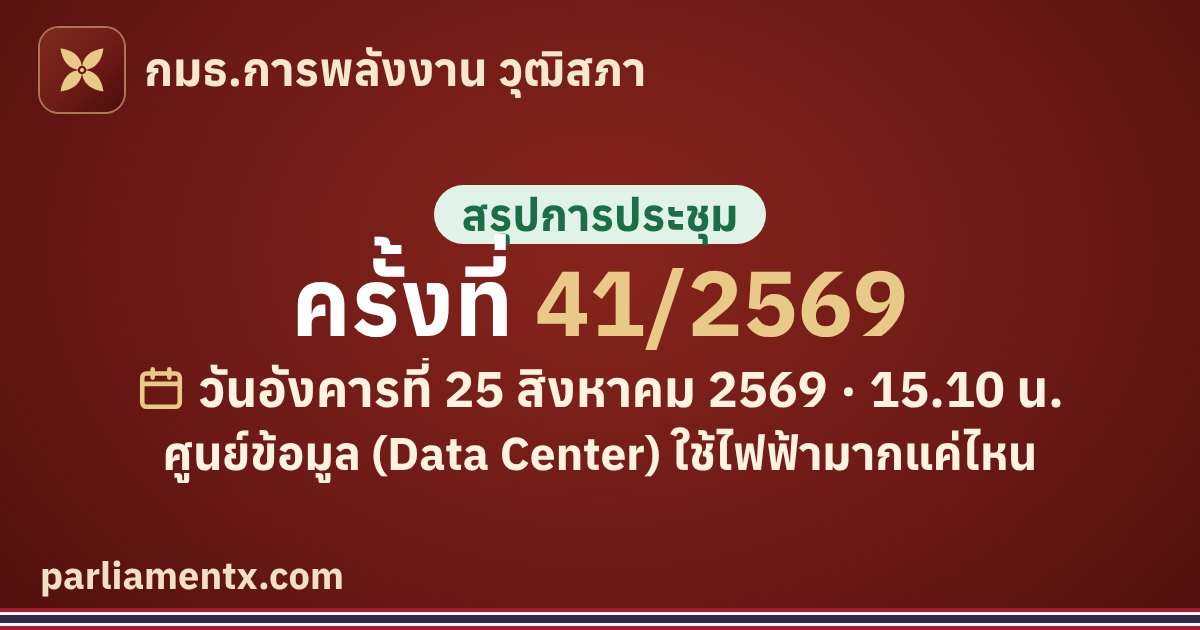 กมธ.การพลังงาน วุฒิสภา
สรุปการประชุม
ครั้งที่ 41/2569
วันอังคารที่ 25 สิงหาคม 2569 · 15.10 น.
ศูนย์ข้อมูล (Data Center) ใช้ไฟฟ้ามากแค่ไหน
parliamentx.com